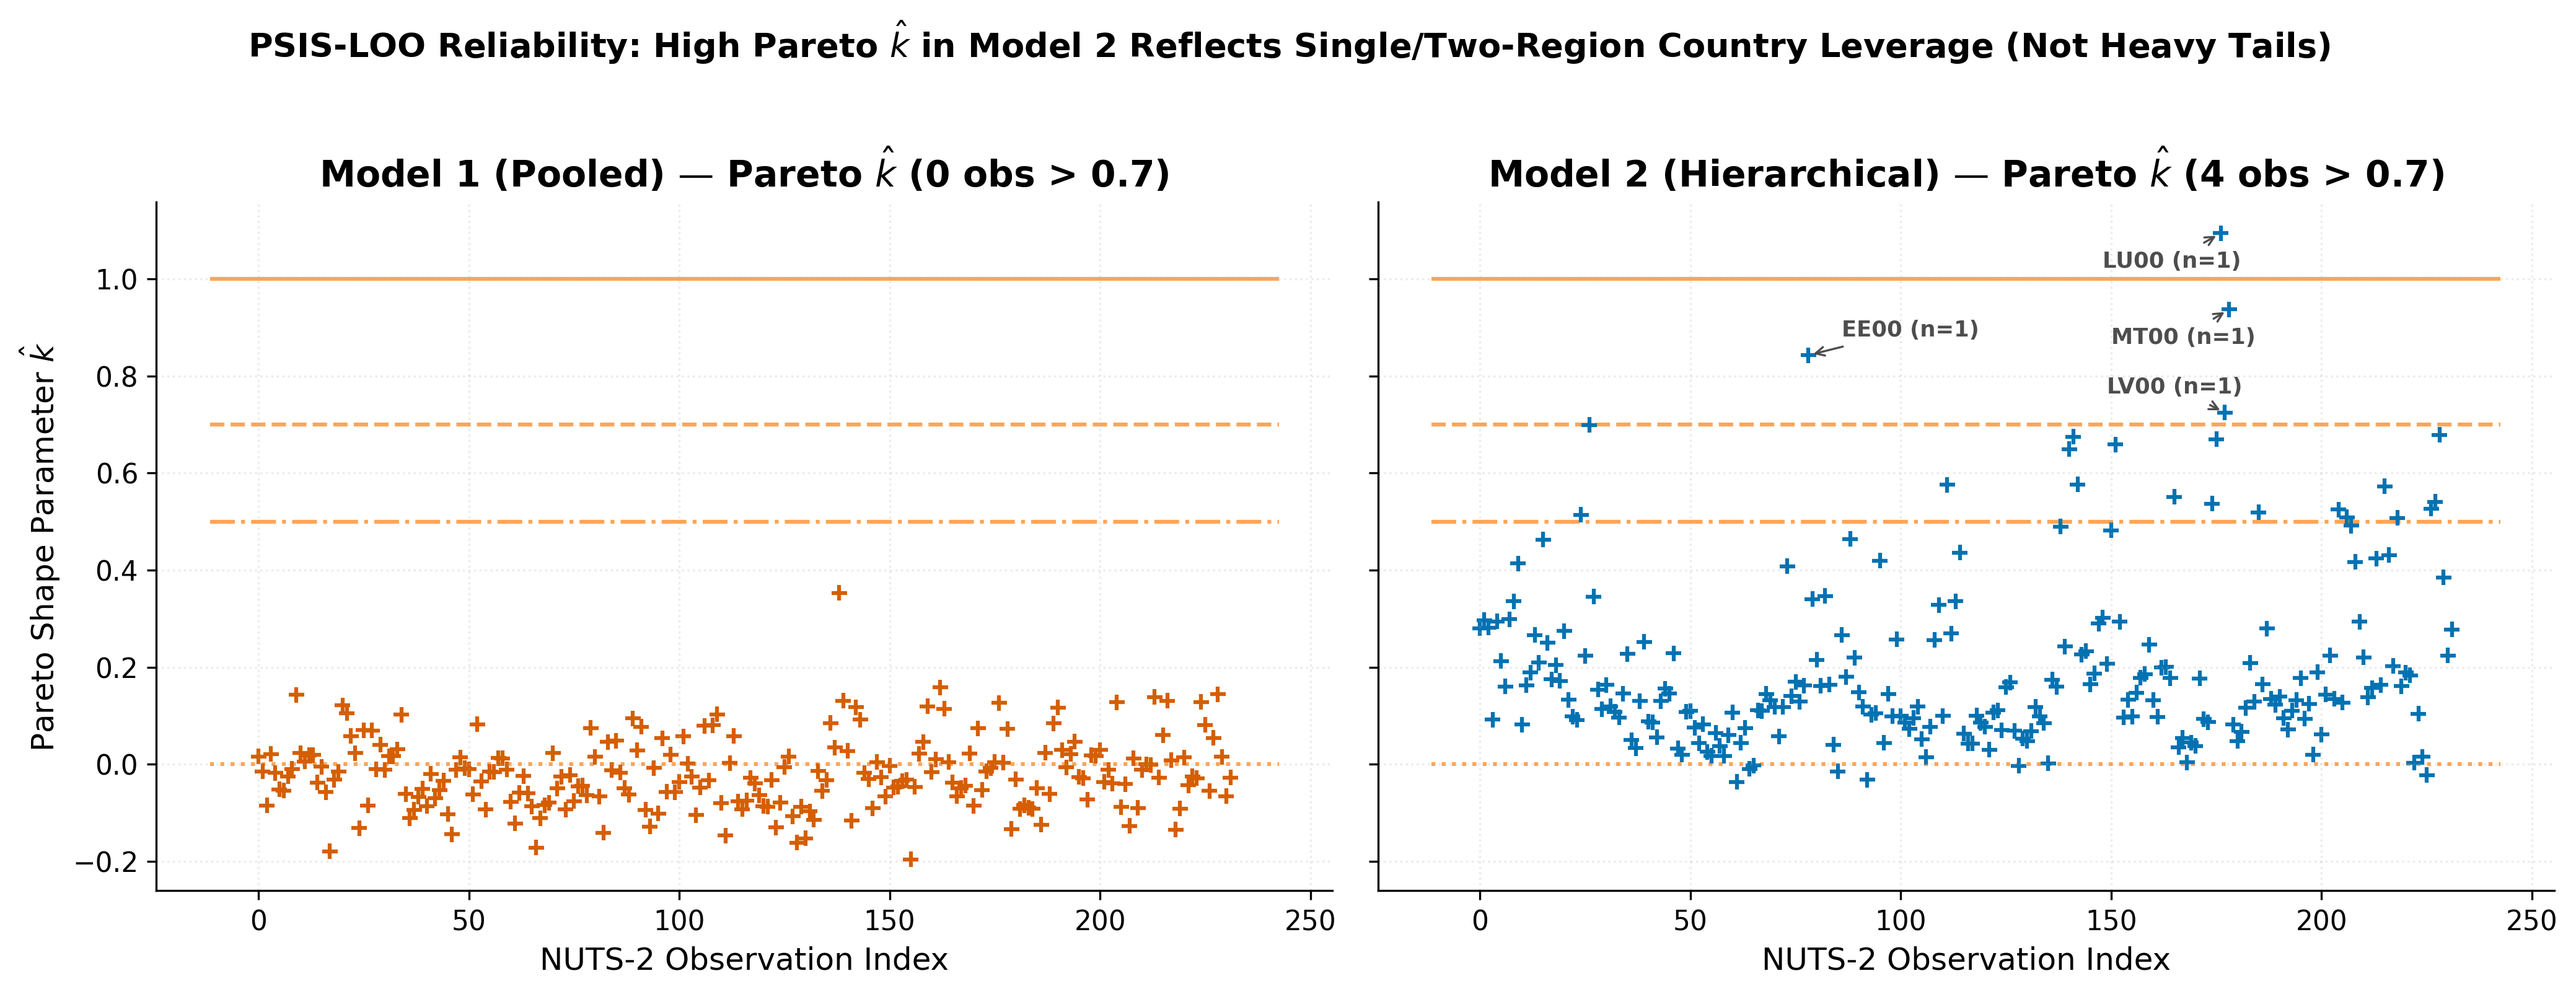 PSIS-LOO Reliability: High Pareto k̂ in Model 2 Reflects Single/Two-Region Country Leverage (Not Heavy Tails)
Model 1 (Pooled) — Pareto k̂ (0 obs > 0.7)
Pareto Shape Parameter k̂
1.0
0.8
0.6
0.4
0.2
0.0
−0.2
0
50
100
150
200
250
NUTS-2 Observation Index
Model 2 (Hierarchical) — Pareto k̂ (4 obs > 0.7)
LU00 (n=1)
EE00 (n=1)
MT00 (n=1)
LV00 (n=1)
0
50
100
150
200
250
NUTS-2 Observation Index